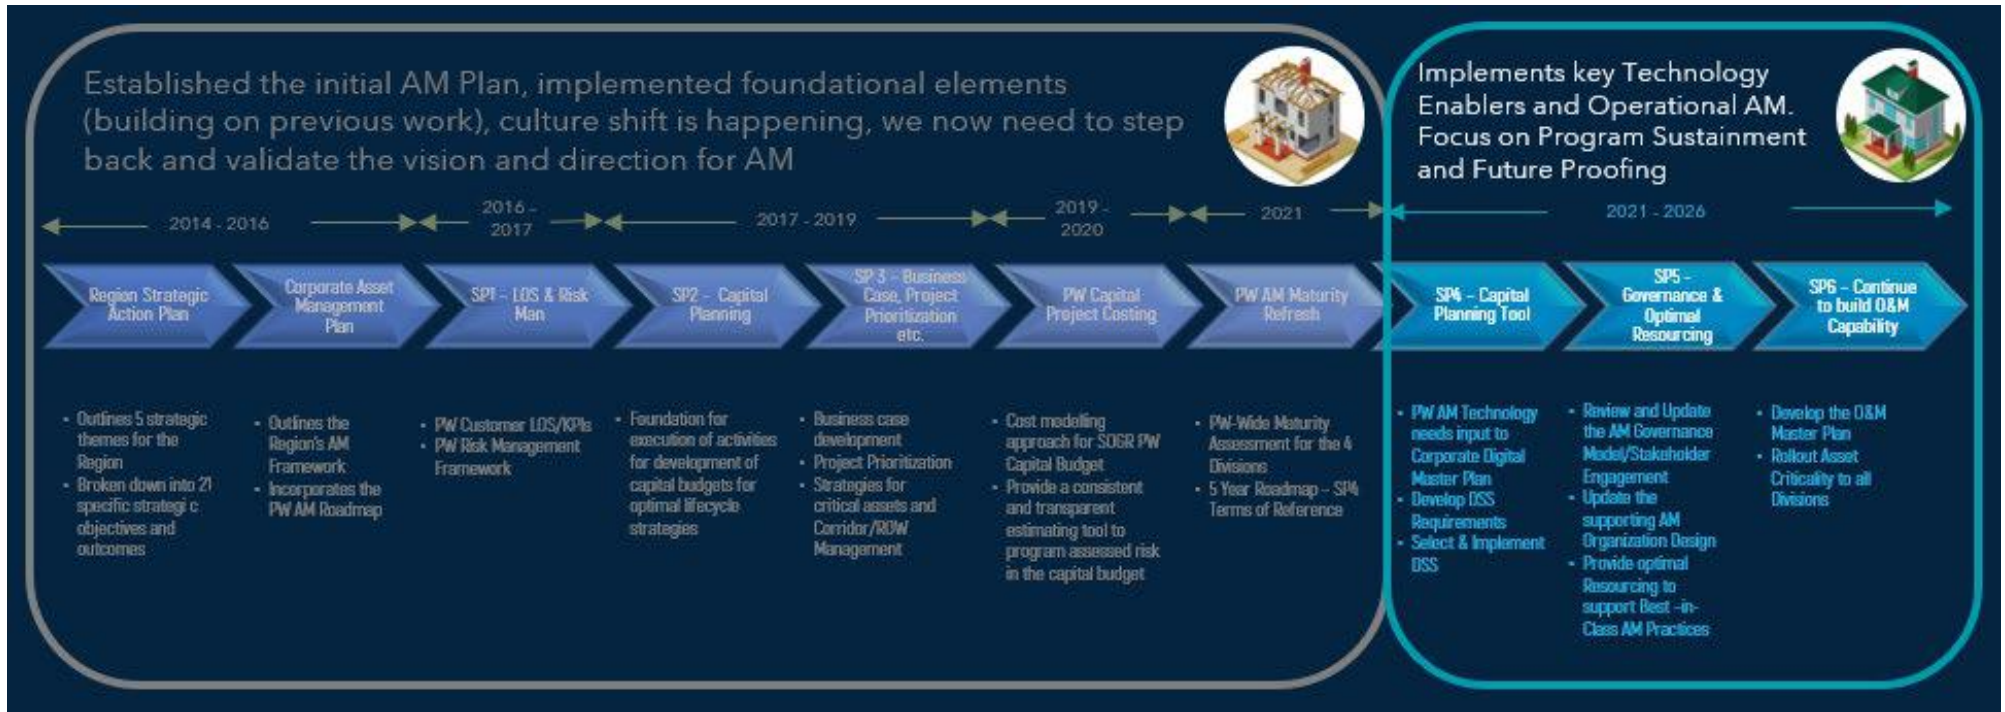 Established the initial AM Plan, implemented foundational elements
(building on previous work), culture shift is happening, we now need to step
back and validate the vision and direction for AM
Implements key Technology
Enablers and Operational AM.
Focus on Program Sustainment
and Future Proofing
2014 - 2016
2016 -
2017
2017 - 2019
2019 -
2020
2021
2021 - 2026
Region Strategic
Action Plan
Corporate Asset
Management
Plan
SP1 - LOS & Risk
Man
SP2 - Capital
Planning
SP 3 - Business
Case, Project
Prioritization
etc.
PW Capital
Project Costing
PW AM Maturity
Refresh
SP4 - Capital
Planning Tool
SP5 -
Governance &
Optimal
Resourcing
SP6 - Continue
to build O&M
Capability
• Outlines 5 strategic
themes for the
Region
• Broken down into 21
specific strategi c
objectives and
outcomes
• Outlines the
Region's AM
Framework
• Incorporates the
PW AM Roadmap
• PW Customer LOS/KPIs
• PW Risk Management
Framework
• Foundation for
execution of activities
for development of
capital budgets for
optimal lifecycle
strategies
• Business case
development
• Project Prioritization
• Strategies for
critical assets and
Corridor/ROW
Management
• Cost modelling
approach for SOGR PW
Capital Budget
• Provide a consistent
and transparent
estimating tool to
program assessed risk
in the capital budget
• PW-Wide Maturity
Assessment for the 4
Divisions
• 5 Year Roadmap - SP4
Terms of Reference
• PW AM Technology
needs input to
Corporate Digital
Master Plan
• Develop DSS
Requirements
• Select & Implement
DSS
• Review and Update
the AM Governance
Model/Stakeholder
Engagement
• Update the
supporting AM
Organization Design
• Provide optimal
Resourcing to
support Best -in-
Class AM Practices
• Develop the O&M
Master Plan
• Rollout Asset
Criticality to all
Divisions